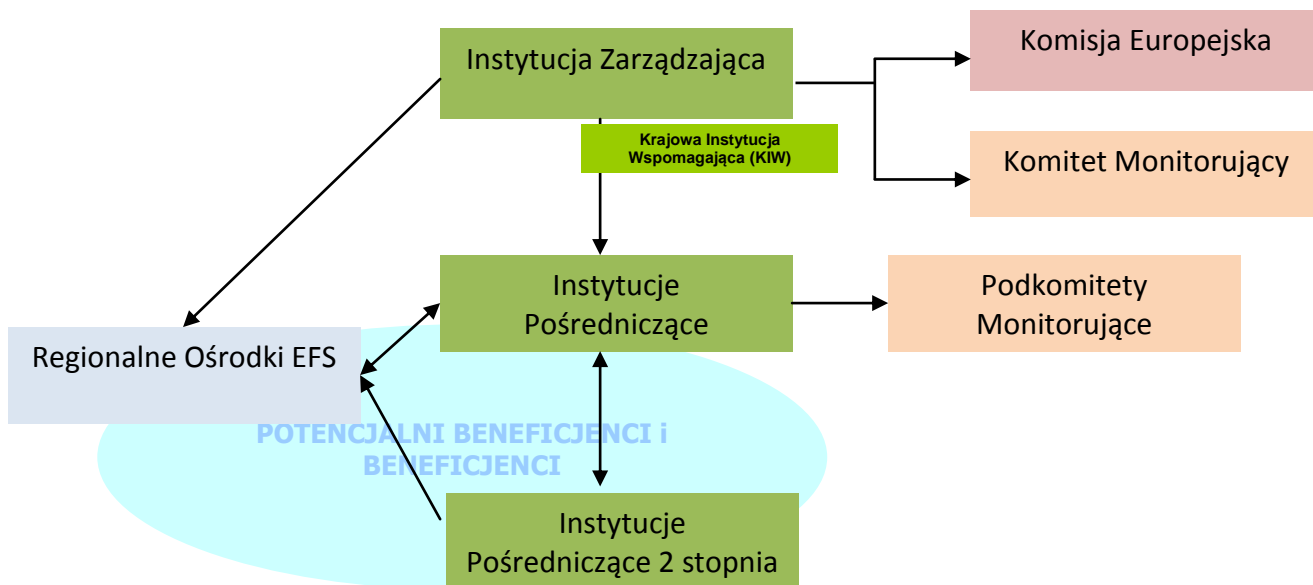 Instytucja Zarządzająca
Komisja Europejska
Krajowa Instytucja
Wspomagająca (KIW)
Komitet Monitorujący
Instytucje
Pośredniczące
Podkomitety
Monitorujące
Regionalne Ośrodki EFS
POTENCJALNI BENEFICJENCI i
BENEFICJENCI
Instytucje
Pośredniczące 2 stopnia